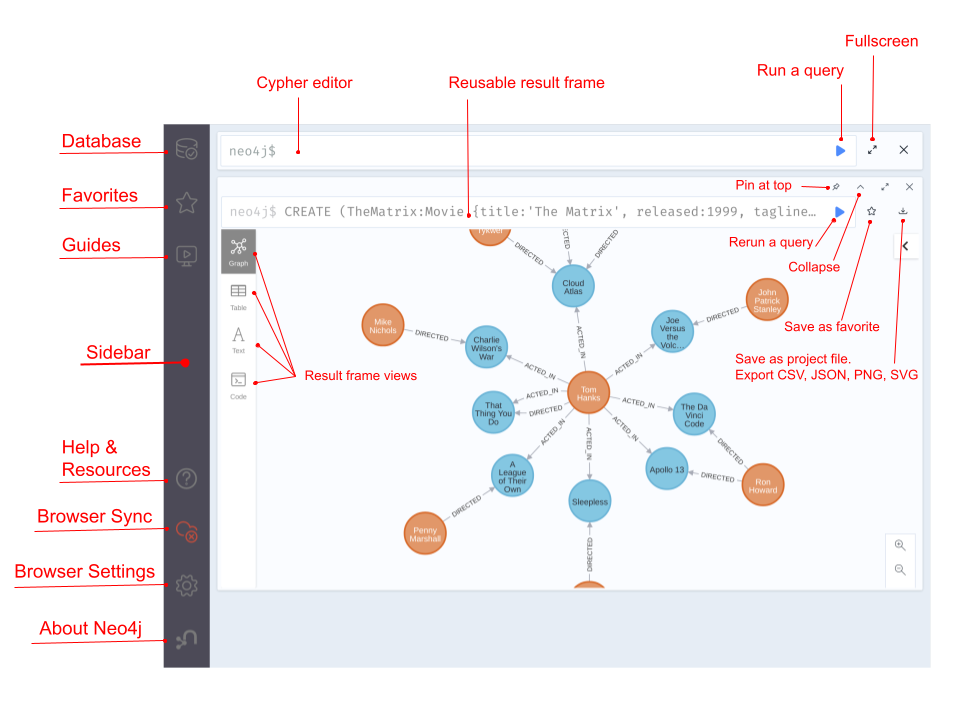 Fullscreen
Run a query
Cypher editor
Reusable result frame
Database
neo4j$
Favorites
Pin at top
neo4j$ CREATE (TheMatrix:Movie {title:'The Matrix', released:1999, tagline…
Guides
Graph
Rerun a query
Collapse
Table
Text
Code
Save as favorite
Save as project file.
Export CSV, JSON, PNG, SVG
Result frame views
Sidebar
Tykwer
DIRECTED
DIRECTED
Cloud
Atlas
John
Patrick
Stanley
DIRECTED
Joe
Versus
the
Volc...
Mike
Nichols
DIRECTED
Charlie
Wilson's
War
ACTED_IN
ACTED_IN
ACTED_IN
Tom
Hanks
That
Thing You
Do
ACTED_IN
DIRECTED
ACTED_IN
The Da
Vinci
Code
ACTED_IN
ACTED_IN
ACTED_IN
A
League
of Their
Own
Apollo 13
DIRECTED
DIRECTED
Ron
Howard
Sleepless
DIRECTED
Penny
Marshall
DIRECTED
Help &
Resources
Browser Sync
Browser Settings
About Neo4j